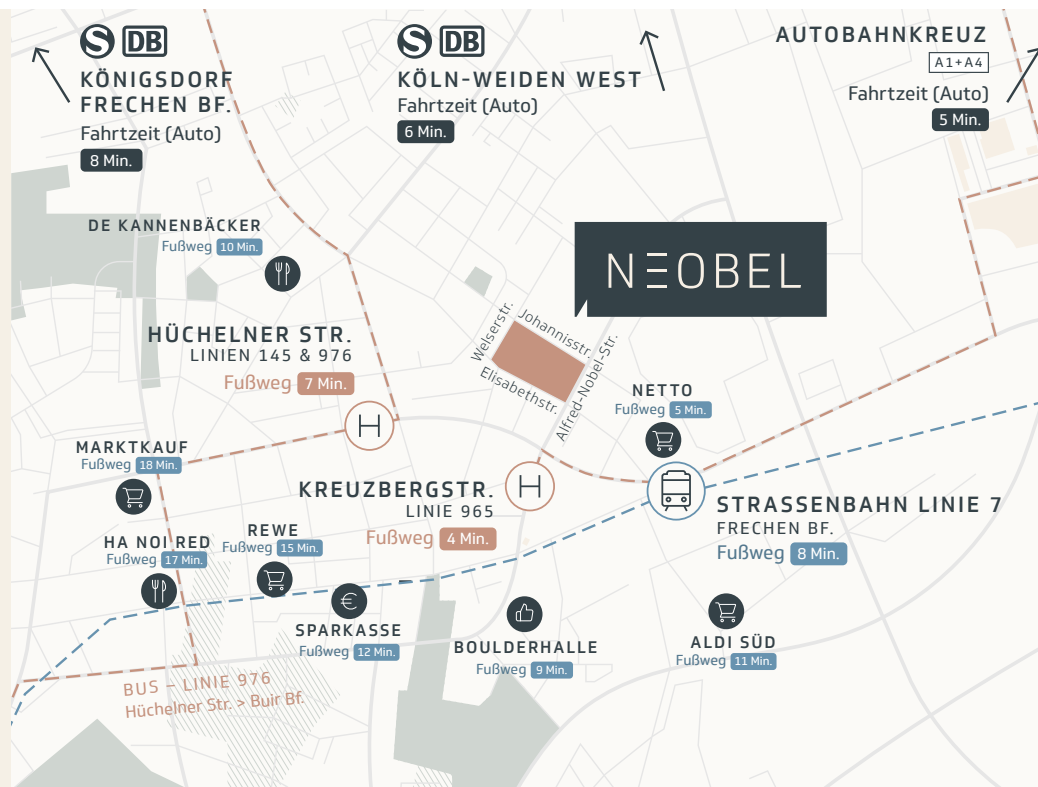 S DB
KÖNIGSDORF
FRECHEN BF.
Fahrtzeit (Auto)
8 Min.
S DB
KÖLN-WEIDEN WEST
Fahrtzeit (Auto)
6 Min.
AUTOBAHNKREUZ
A1+A4
Fahrtzeit (Auto)
5 Min.
DE KANNENBÄCKER
Fußweg 10 Min.
NEOBEL
HÜCHELNER STR.
LINIEN 145 & 976
Fußweg 7 Min.
Welserstr.
Johannisstr.
Elisabethstr.
Alfred-Nobel-Str.
NETTO
Fußweg 5 Min.
H
MARKTKAUF
Fußweg 18 Min.
KREUZBERGSTR.
LINIE 965
Fußweg 4 Min.
H
STRASSENBAHN LINIE 7
FRECHEN BF.
Fußweg 8 Min.
HA NOI RED
Fußweg 17 Min.
REWE
Fußweg 15 Min.
€
SPARKASSE
Fußweg 12 Min.
BOULDERHALLE
Fußweg 9 Min.
ALDI SÜD
Fußweg 11 Min.
BUS – LINIE 976
Hüchelner Str. > Buir Bf.